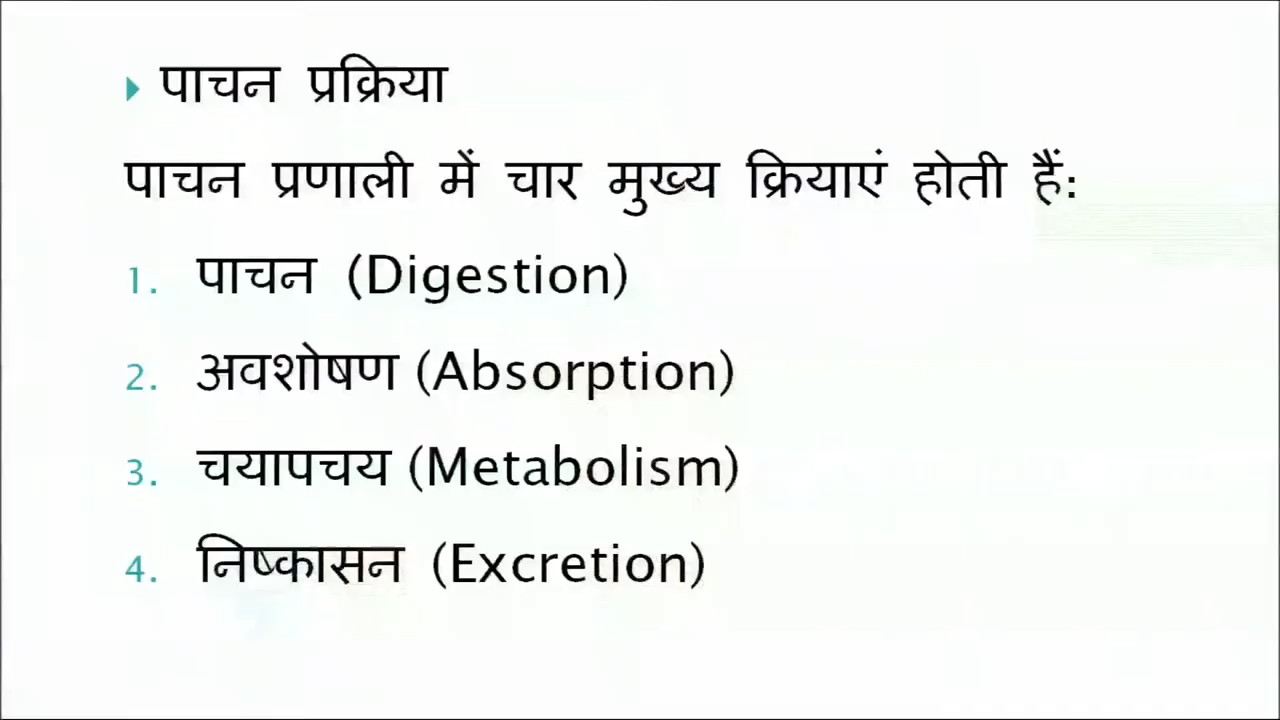 पाचन प्रक्रिया
पाचन प्रणाली में चार मुख्य क्रियाएं होती हैं:
1. पाचन (Digestion)
2. अवशोषण (Absorption)
3. चयापचय (Metabolism)
4. निष्कासन (Excretion)